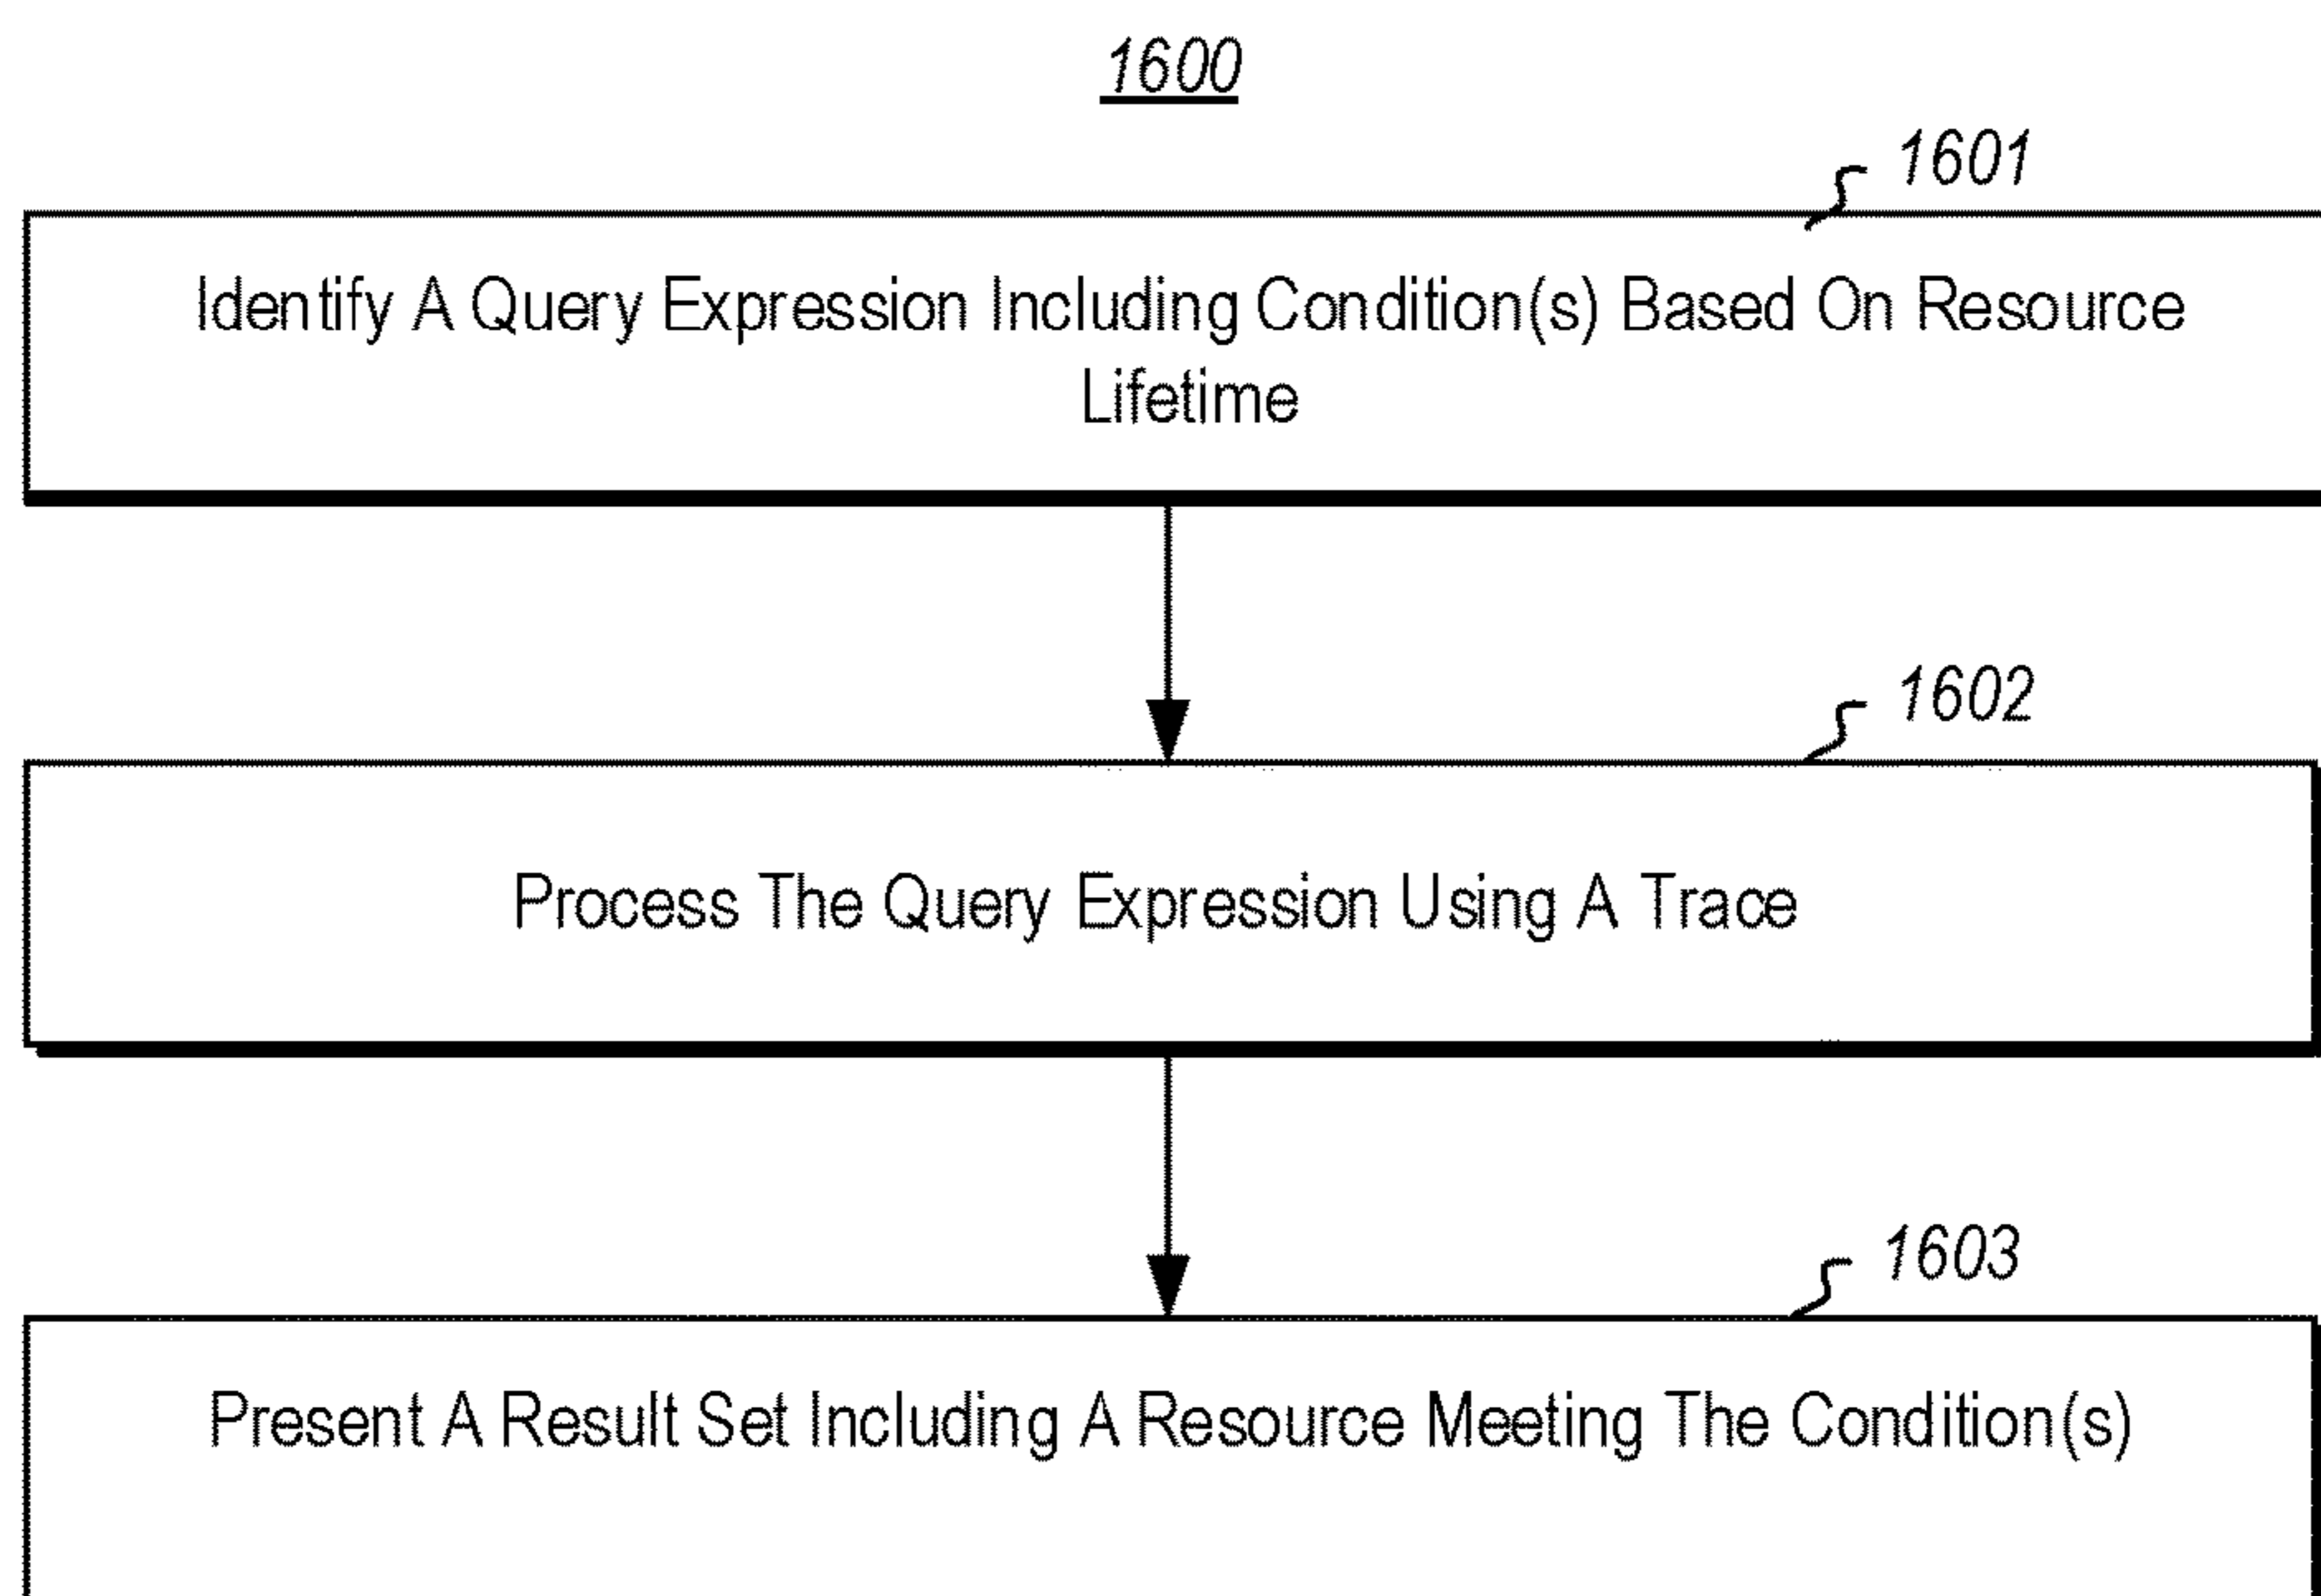 1600
1601
Identify A Query Expression Including Condition(s) Based On Resource
Lifetime
1602
Process The Query Expression Using A Trace
1603
Present A Result Set Including A Resource Meeting The Condition(s)